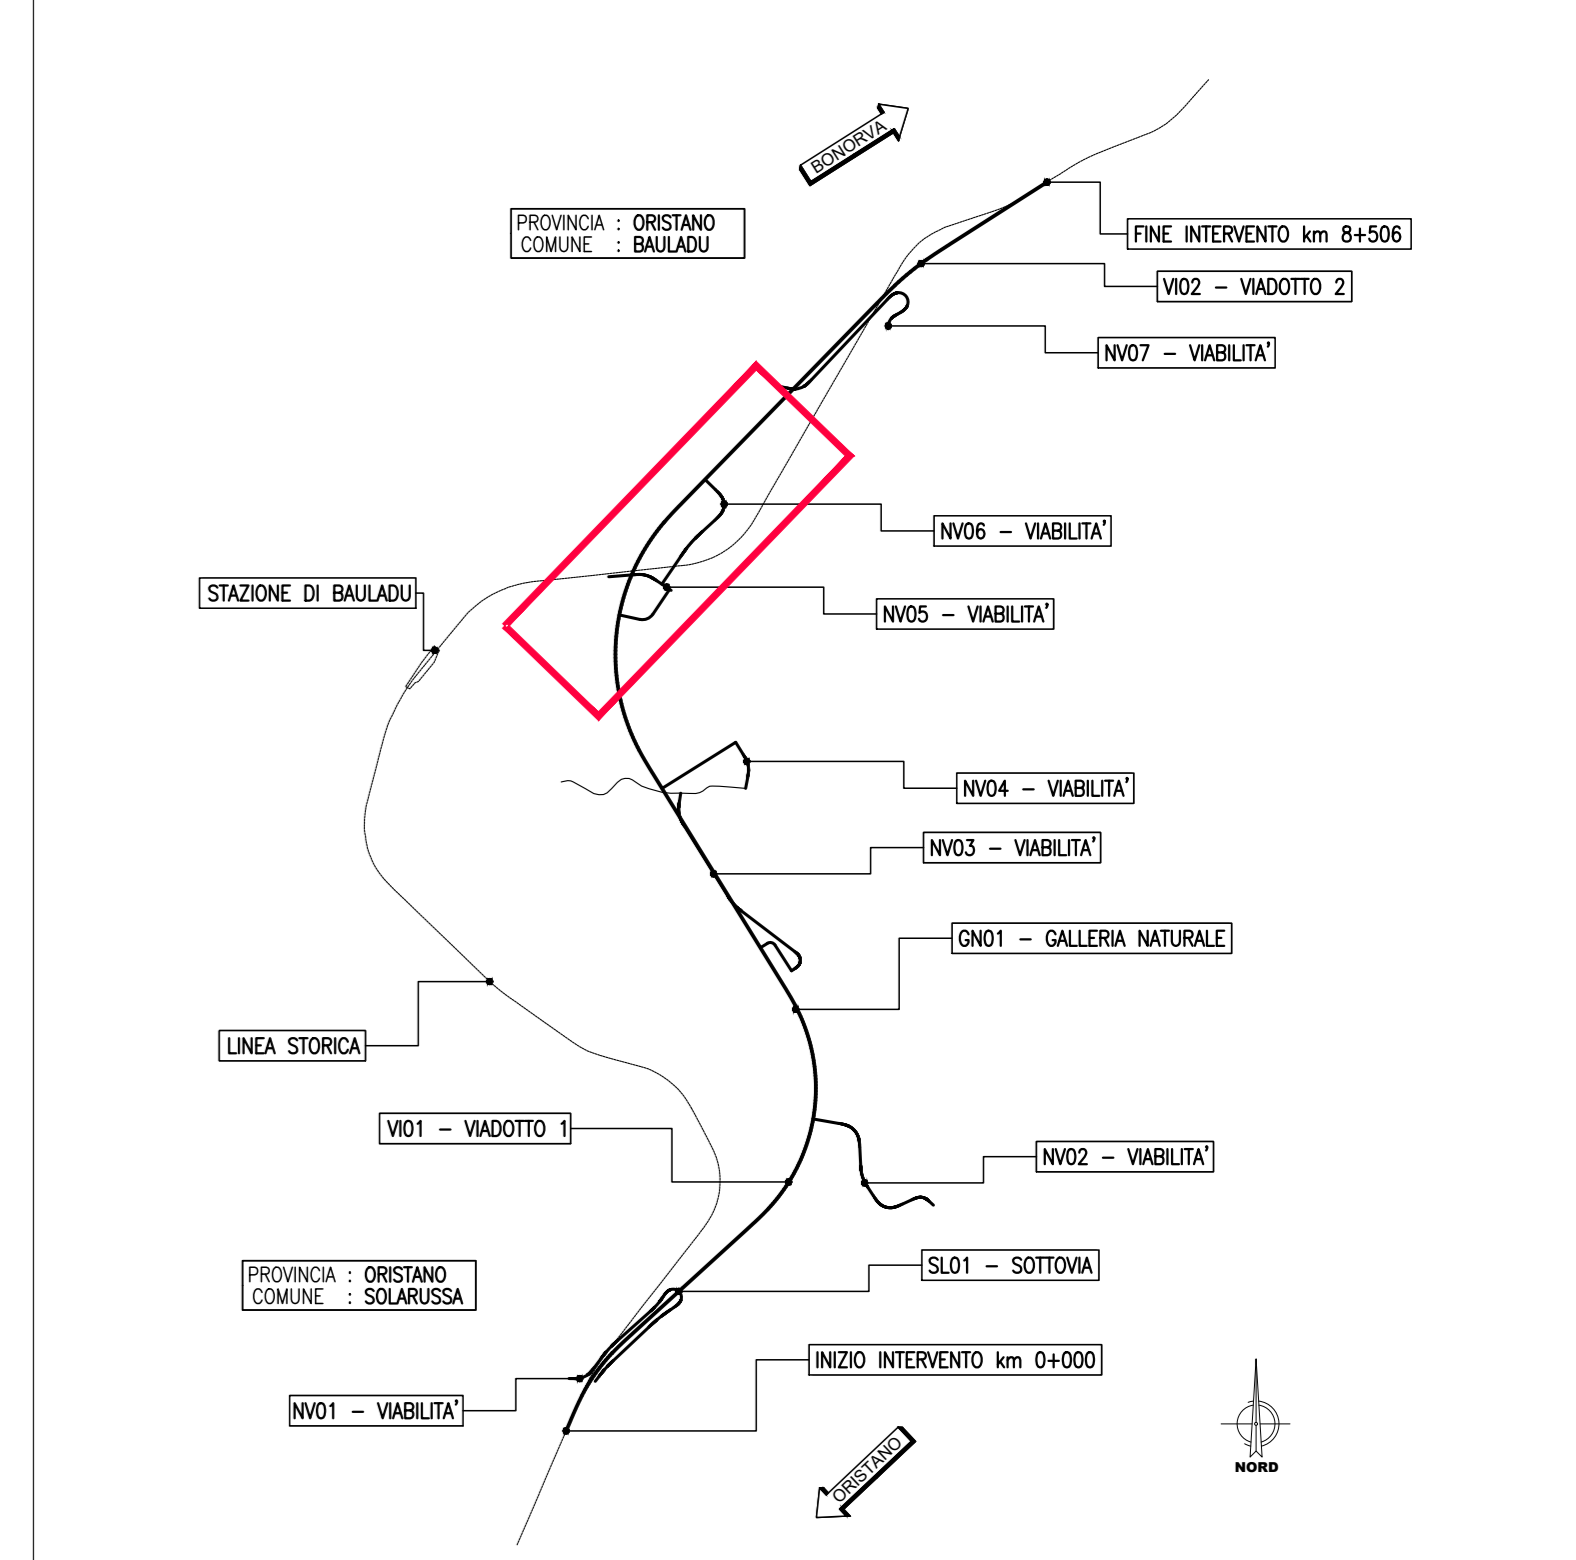 BONORVA
PROVINCIA : ORISTANO
COMUNE : BAULADU
FINE INTERVENTO km 8+506
VI02 - VIADOTTO 2
NV07 - VIABILITA'
NV06 - VIABILITA'
STAZIONE DI BAULADU
NV05 - VIABILITA'
NV04 - VIABILITA'
NV03 - VIABILITA'
GN01 - GALLERIA NATURALE
LINEA STORICA
VI01 - VIADOTTO 1
NV02 - VIABILITA'
SL01 - SOTTOVIA
PROVINCIA : ORISTANO
COMUNE : SOLARUSSA
INIZIO INTERVENTO km 0+000
NV01 - VIABILITA'
ORISTANO
NORD